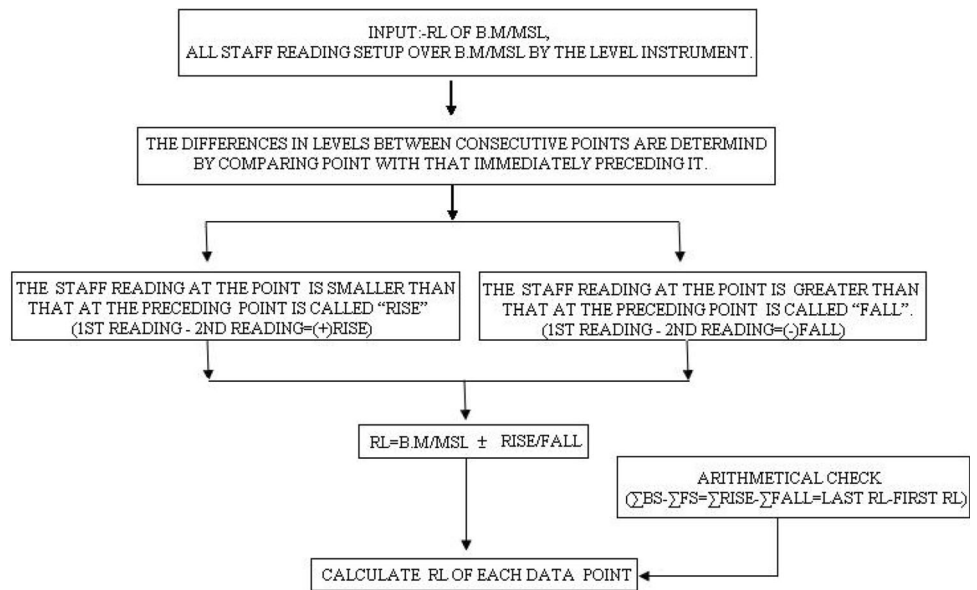 INPUT:-RL OF B.M/MSL,
ALL STAFF READING SETUP OVER B.M/MSL BY THE LEVEL INSTRUMENT.
THE DIFFERENCES IN LEVELS BETWEEN CONSECUTIVE POINTS ARE DETERMIND
BY COMPARING POINT WITH THAT IMMEDIATELY PRECEDING IT.
THE STAFF READING AT THE POINT IS SMALLER THAN
THAT AT THE PRECEDING POINT IS CALLED “RISE”
(1ST READING - 2ND READING=(+)RISE)
THE STAFF READING AT THE POINT IS GREATER THAN
THAT AT THE PRECEDING POINT IS CALLED “FALL”.
(1ST READING - 2ND READING=(-)FALL)
RL=B.M/MSL ± RISE/FALL
ARITHMETICAL CHECK
(∑BS-∑FS=∑RISE-∑FALL=LAST RL-FIRST RL)
CALCULATE RL OF EACH DATA POINT